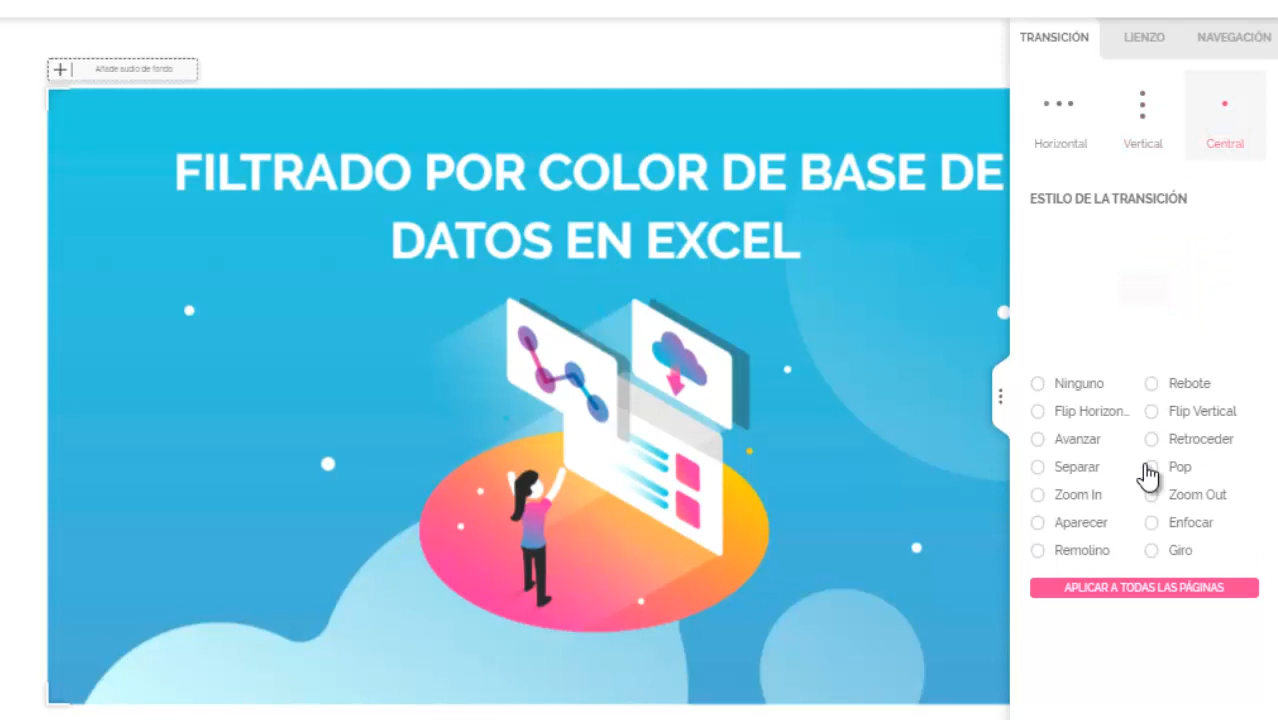 TRANSICIÓN LIENZO NAVEGACIÓN
Añade audio de fondo
Horizontal Vertical Central
FILTRADO POR COLOR DE BASE DE
DATOS EN EXCEL
ESTILO DE LA TRANSICIÓN
Ninguno Rebote
Flip Horizon... Flip Vertical
Avanzar Retroceder
Separar Pop
Zoom In Zoom Out
Aparecer Enfocar
Remolino Giro
APLICAR A TODAS LAS PÁGINAS